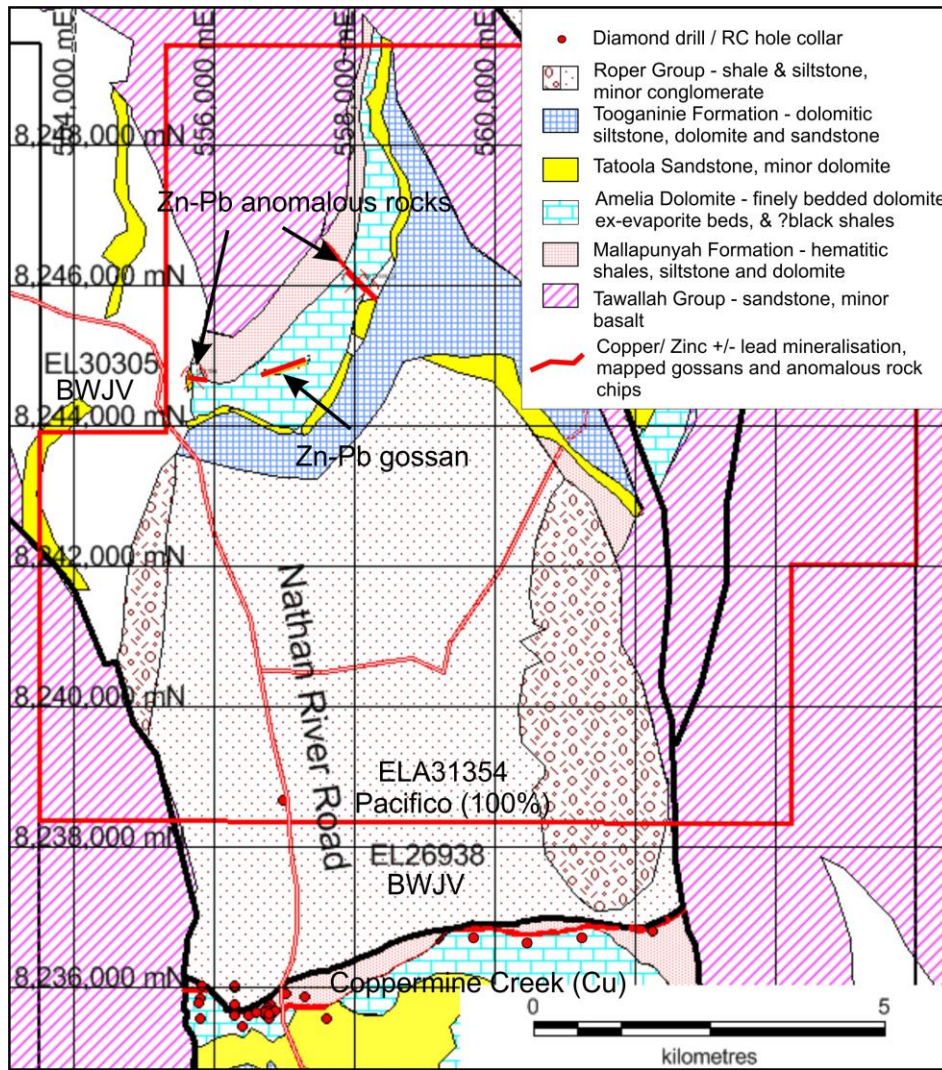 554,000 mE
556,000 mE
558,000 mE
560,000 mE
Diamond drill / RC hole collar
Roper Group - shale & siltstone,
minor conglomerate
Tooganinie Formation - dolomitic
siltstone, dolomite and sandstone
Tatoola Sandstone, minor dolomite
Amelia Dolomite - finely bedded dolomite
ex-evaporite beds, & ?black shales
Mallapunyah Formation - hematitic
shales, siltstone and dolomite
Tawallah Group - sandstone, minor
basalt
Copper/ Zinc +/- lead mineralisation,
mapped gossans and anomalous rock
chips
8,248,000 mN
Zn-Pb anomalous rocks
8,246,000 mN
EL30305
BWJV
8,244,000 mN
Zn-Pb gossan
8,242,000 mN
Nathan River Road
8,240,000 mN
ELA31354
Pacifico (100%)
8,238,000 mN
EL26938
BWJV
8,236,000 mN
Coppermine Creek (Cu)
0 5
kilometres